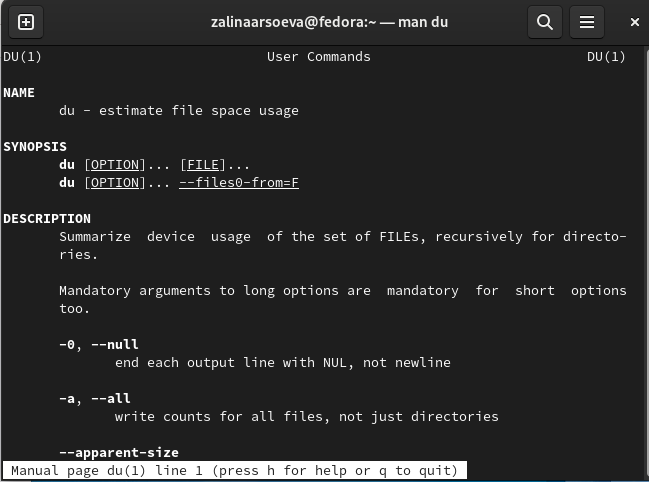 zalinaarsoeva@fedora:~ — man du
DU(1) User Commands DU(1)
NAME
du - estimate file space usage
SYNOPSIS
du [OPTION]... [FILE]...
du [OPTION]... --files0-from=F
DESCRIPTION
Summarize device usage of the set of FILEs, recursively for directo-
ries.
Mandatory arguments to long options are mandatory for short options
too.
-0, --null
end each output line with NUL, not newline
-a, --all
write counts for all files, not just directories
--apparent-size
Manual page du(1) line 1 (press h for help or q to quit)